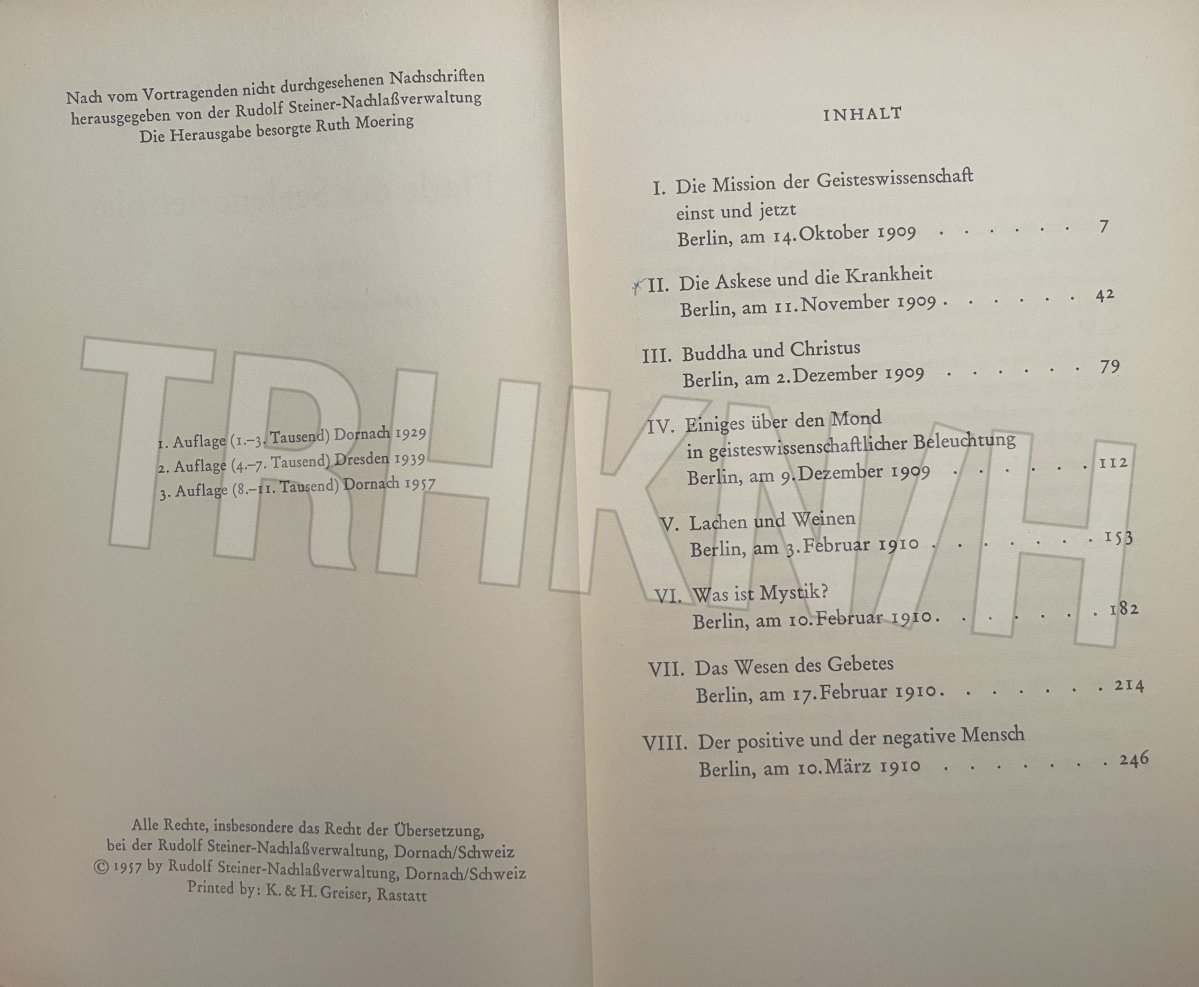 Nach vom Vortragenden nicht durchgesehenen Nachschriften
herausgegeben von der Rudolf Steiner-Nachlaßverwaltung
Die Herausgabe besorgte Ruth Moering
1. Auflage (1.–3. Tausend) Dornach 1929
2. Auflage (4.–7. Tausend) Dresden 1939
3. Auflage (8.–11. Tausend) Dornach 1957
Alle Rechte, insbesondere das Recht der Übersetzung,
bei der Rudolf Steiner-Nachlaßverwaltung, Dornach/Schweiz
© 1957 by Rudolf Steiner-Nachlaßverwaltung, Dornach/Schweiz
Printed by: K. & H. Greiser, Rastatt
INHALT
I. Die Mission der Geisteswissenschaft
einst und jetzt
Berlin, am 14. Oktober 1909 . . . . . . 7
*II. Die Askese und die Krankheit
Berlin, am 11. November 1909 . . . . . . 42
III. Buddha und Christus
Berlin, am 2. Dezember 1909 . . . . . . 79
IV. Einiges über den Mond
in geisteswissenschaftlicher Beleuchtung
Berlin, am 9. Dezember 1909 . . . . . . 112
V. Lachen und Weinen
Berlin, am 3. Februar 1910 . . . . . . . 153
VI. Was ist Mystik?
Berlin, am 10. Februar 1910 . . . . . . . 182
VII. Das Wesen des Gebetes
Berlin, am 17. Februar 1910 . . . . . . . 214
VIII. Der positive und der negative Mensch
Berlin, am 10. März 1910 . . . . . . . 246
TRHKNVH